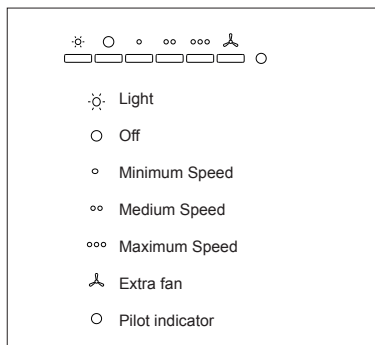 Light
Off
Minimum Speed
Medium Speed
Maximum Speed
Extra fan
Pilot indicator